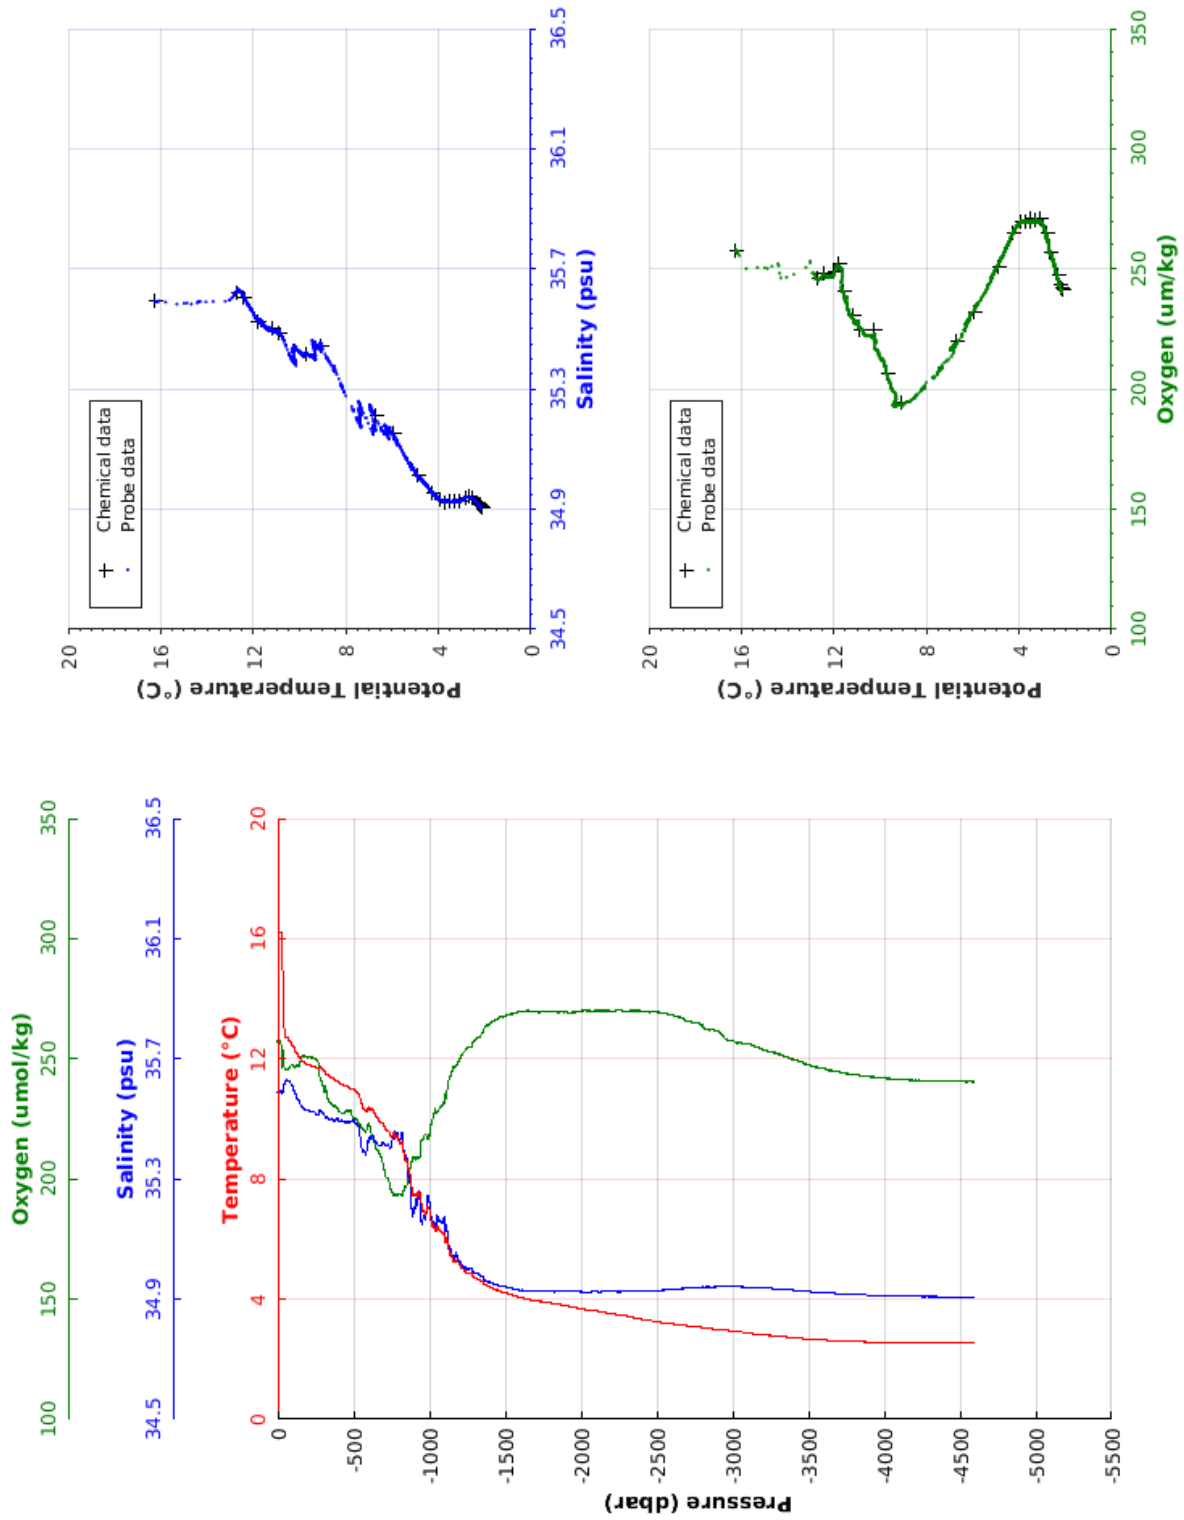 Oxygen (umol/kg)
100 150 200 250 300 350
Salinity (psu)
34.5 34.9 35.3 35.7 36.1 36.5
Temperature (°C)
0 4 8 12 16 20
Pressure (dbar)
0
-500
-1000
-1500
-2000
-2500
-3000
-3500
-4000
-4500
-5000
-5500
Potential Temperature (°C)
20
16
12
8
4
0
Chemical data
Probe data
34.5 34.9 35.3 35.7 36.1 36.5
Salinity (psu)
Potential Temperature (°C)
20
16
12
8
4
0
Chemical data
Probe data
100 150 200 250 300 350
Oxygen (um/kg)